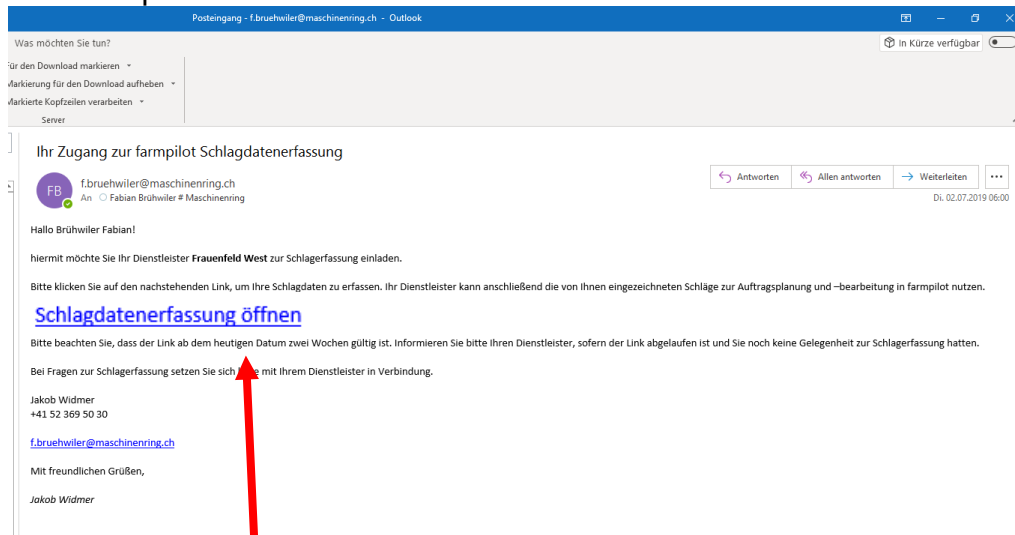 Posteingang - f.bruehwiler@maschinenring.ch - Outlook
Was möchten Sie tun?
In Kürze verfügbar
Für den Download markieren
Markierung für den Download aufheben
Markierte Kopfzeilen verarbeiten
Server
Ihr Zugang zur farmpilot Schlagdatenerfassung
FB
f.bruehwiler@maschinenring.ch
An Fabian Brühwiler # Maschinenring
Antworten
Allen antworten
Weiterleiten
Di. 02.07.2019 06:00
Hallo Brühwiler Fabian!
hiermit möchte Sie Ihr Dienstleister Frauenfeld West zur Schlagerfassung einladen.
Bitte klicken Sie auf den nachstehenden Link, um Ihre Schlagdaten zu erfassen. Ihr Dienstleister kann anschließend die von Ihnen eingezeichneten Schläge zur Auftragsplanung und –bearbeitung in farmpilot nutzen.
Schlagdatenerfassung öffnen
Bitte beachten Sie, dass der Link ab dem heutigen Datum zwei Wochen gültig ist. Informieren Sie bitte Ihren Dienstleister, sofern der Link abgelaufen ist und Sie noch keine Gelegenheit zur Schlagerfassung hatten.
Bei Fragen zur Schlagerfassung setzen Sie sich mit Ihrem Dienstleister in Verbindung.
Jakob Widmer
+41 52 369 50 30
f.bruehwiler@maschinenring.ch
Mit freundlichen Grüßen,
Jakob Widmer